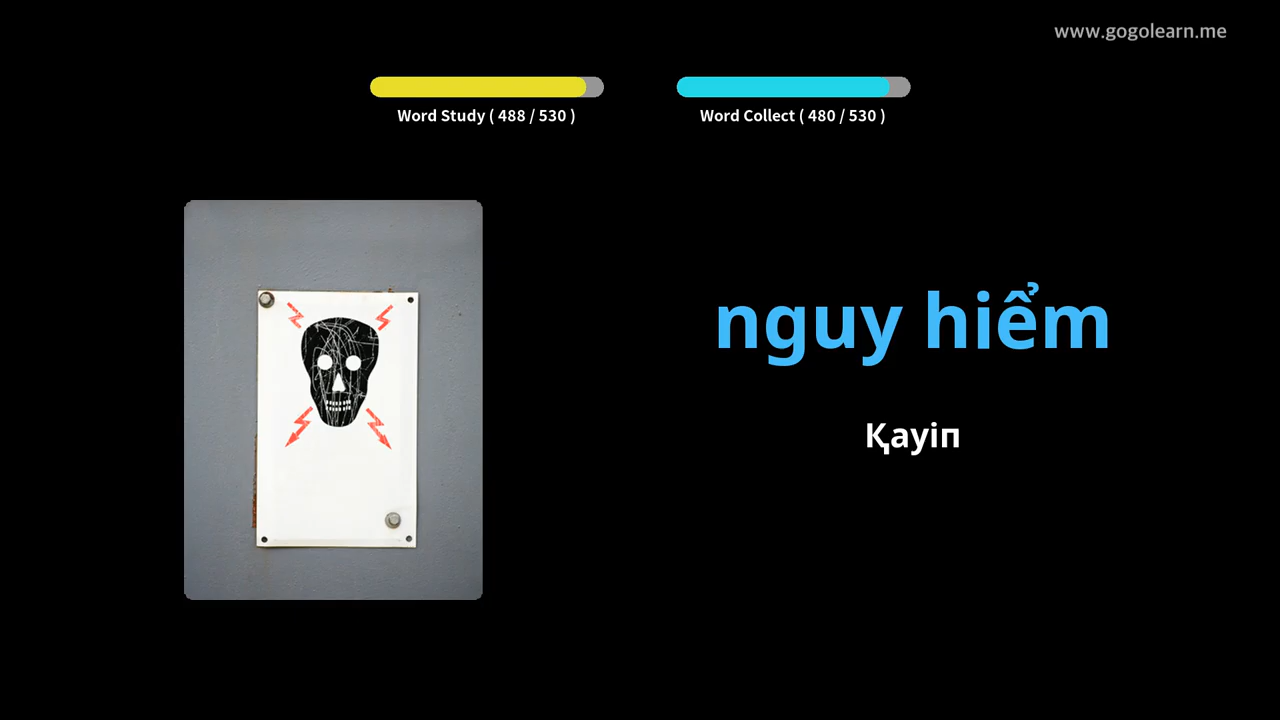 www.gogolearn.me
Word Study ( 488 / 530 )
Word Collect ( 480 / 530 )
nguy hiểm
Қауіп